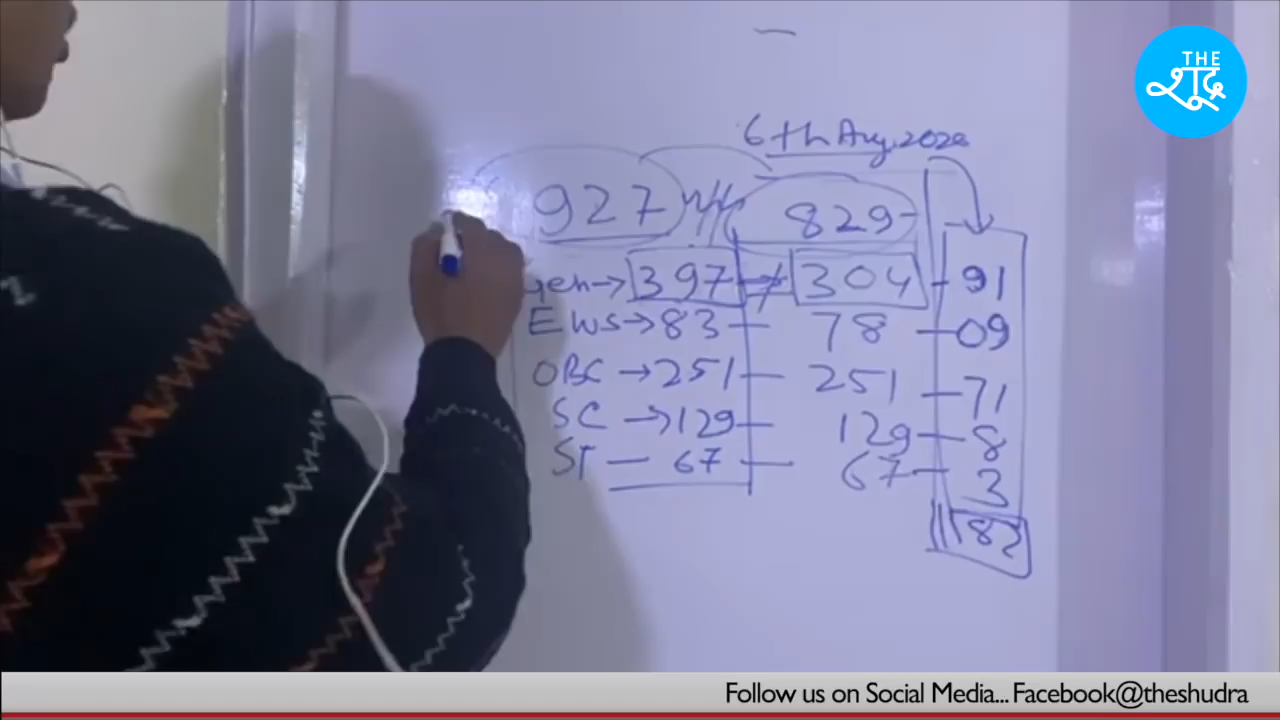 THE
शूद्र
6th Aug. 2020
927 829
Gen → 397 → 304 - 91
EWS → 83 — 78 — 09
OBC → 251 — 251 — 71
SC → 129 — 129 — 8
ST — 67 — 67 — 3
182
Follow us on Social Media... Facebook@theshudra